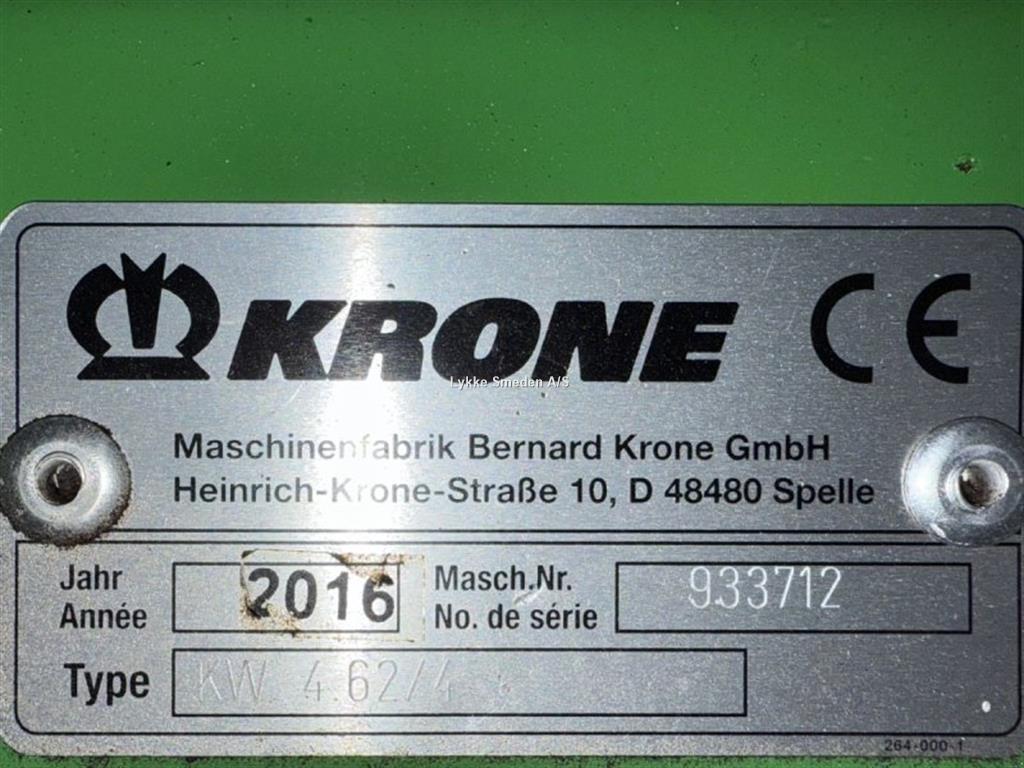 KRONE CE
Lykke Smeden A/S
Maschinenfabrik Bernard Krone GmbH
Heinrich-Krone-Straße 10, D 48480 Spelle
Jahr 2016 Masch.Nr. 933712
Année No. de série
Type KW 4.62/4
264-000-1